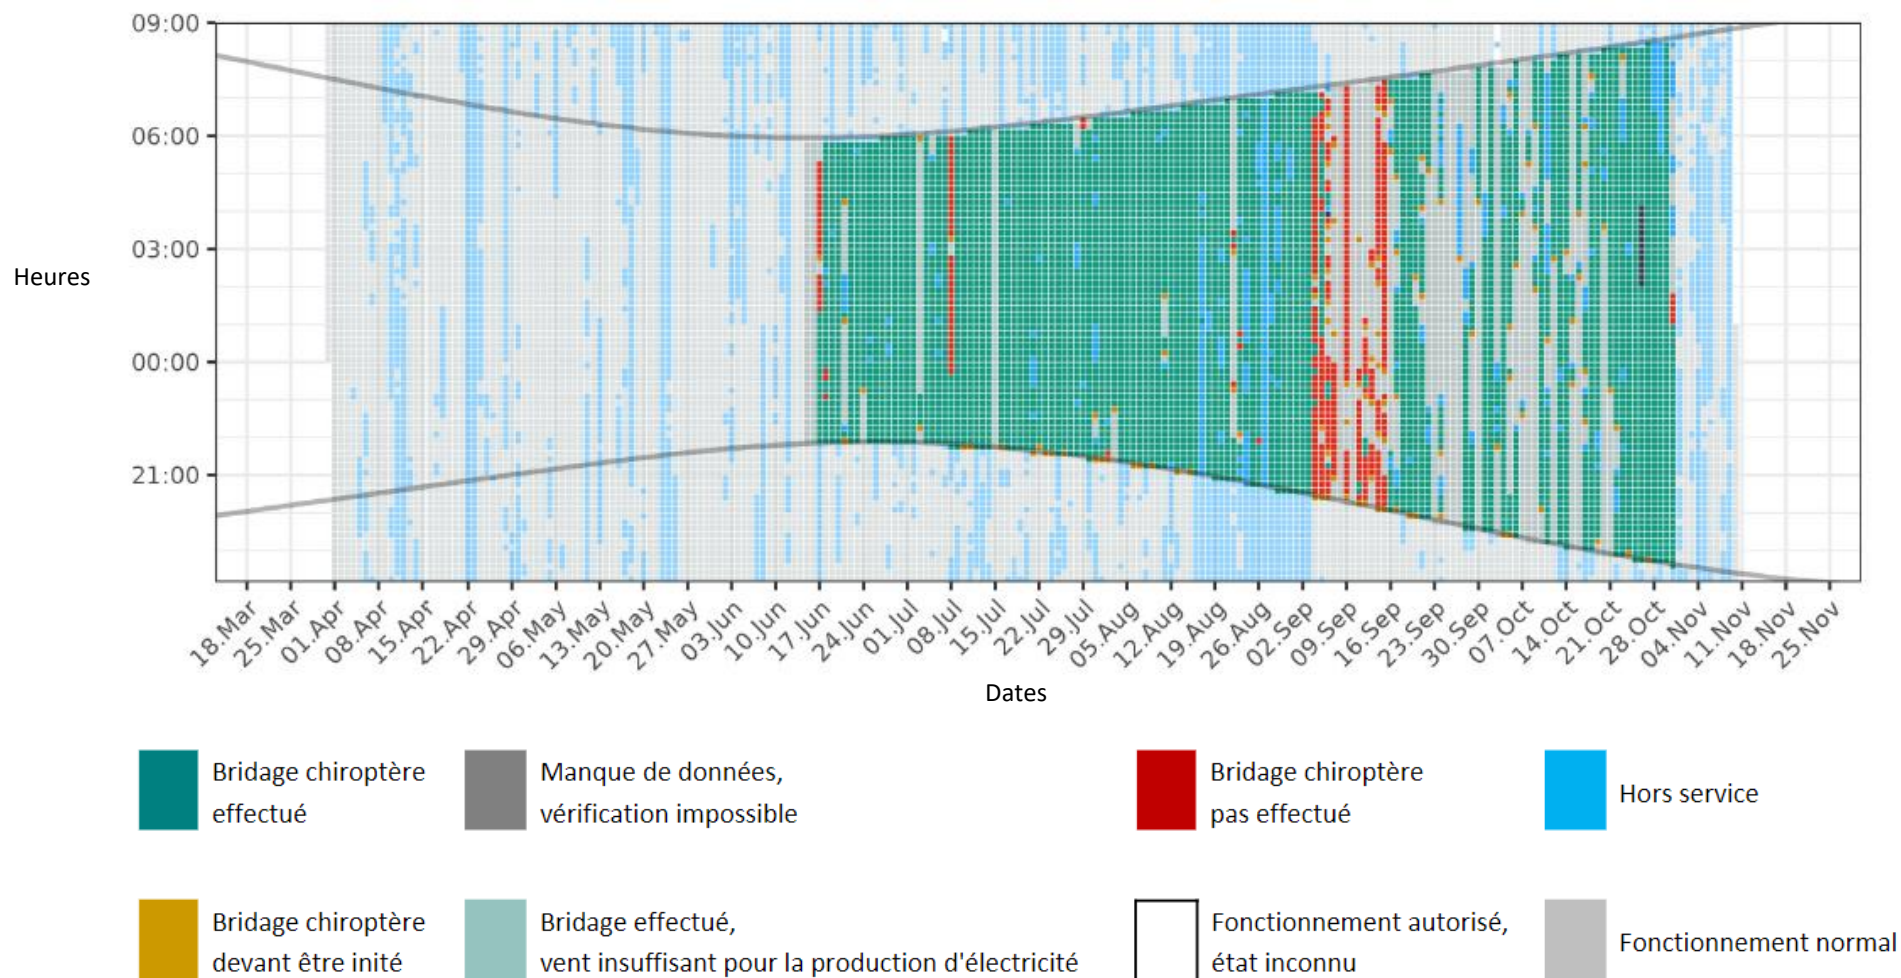 09:00
06:00
03:00
Heures
00:00
21:00
18.Mar 25.Mar 01.Apr 08.Apr 15.Apr 22.Apr 29.Apr 06.May 13.May 20.May 27.May 03.Jun 10.Jun 17.Jun 24.Jun 01.Jul 08.Jul 15.Jul 22.Jul 29.Jul 05.Aug 12.Aug 19.Aug 26.Aug 02.Sep 09.Sep 16.Sep 23.Sep 30.Sep 07.Oct 14.Oct 21.Oct 28.Oct 04.Nov 11.Nov 18.Nov 25.Nov
Dates
Bridage chiroptère
effectué
Manque de données,
vérification impossible
Bridage chiroptère
pas effectué
Hors service
Bridage chiroptère
devant être inité
Bridage effectué,
vent insuffisant pour la production d'électricité
Fonctionnement autorisé,
état inconnu
Fonctionnement normal